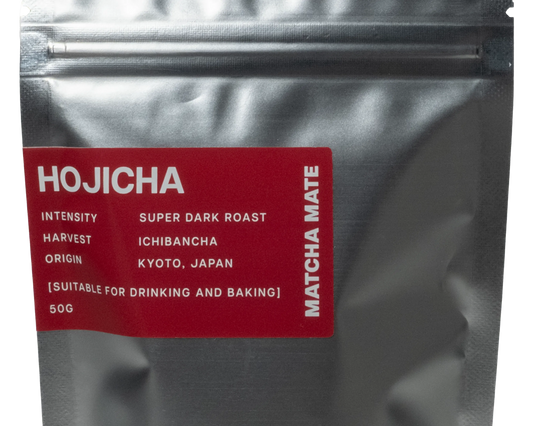 HOJICHA
INTENSITY SUPER DARK ROAST
HARVEST ICHIBANCHA
ORIGIN KYOTO, JAPAN
[SUITABLE FOR DRINKING AND BAKING]
50G
MATCHA MATE